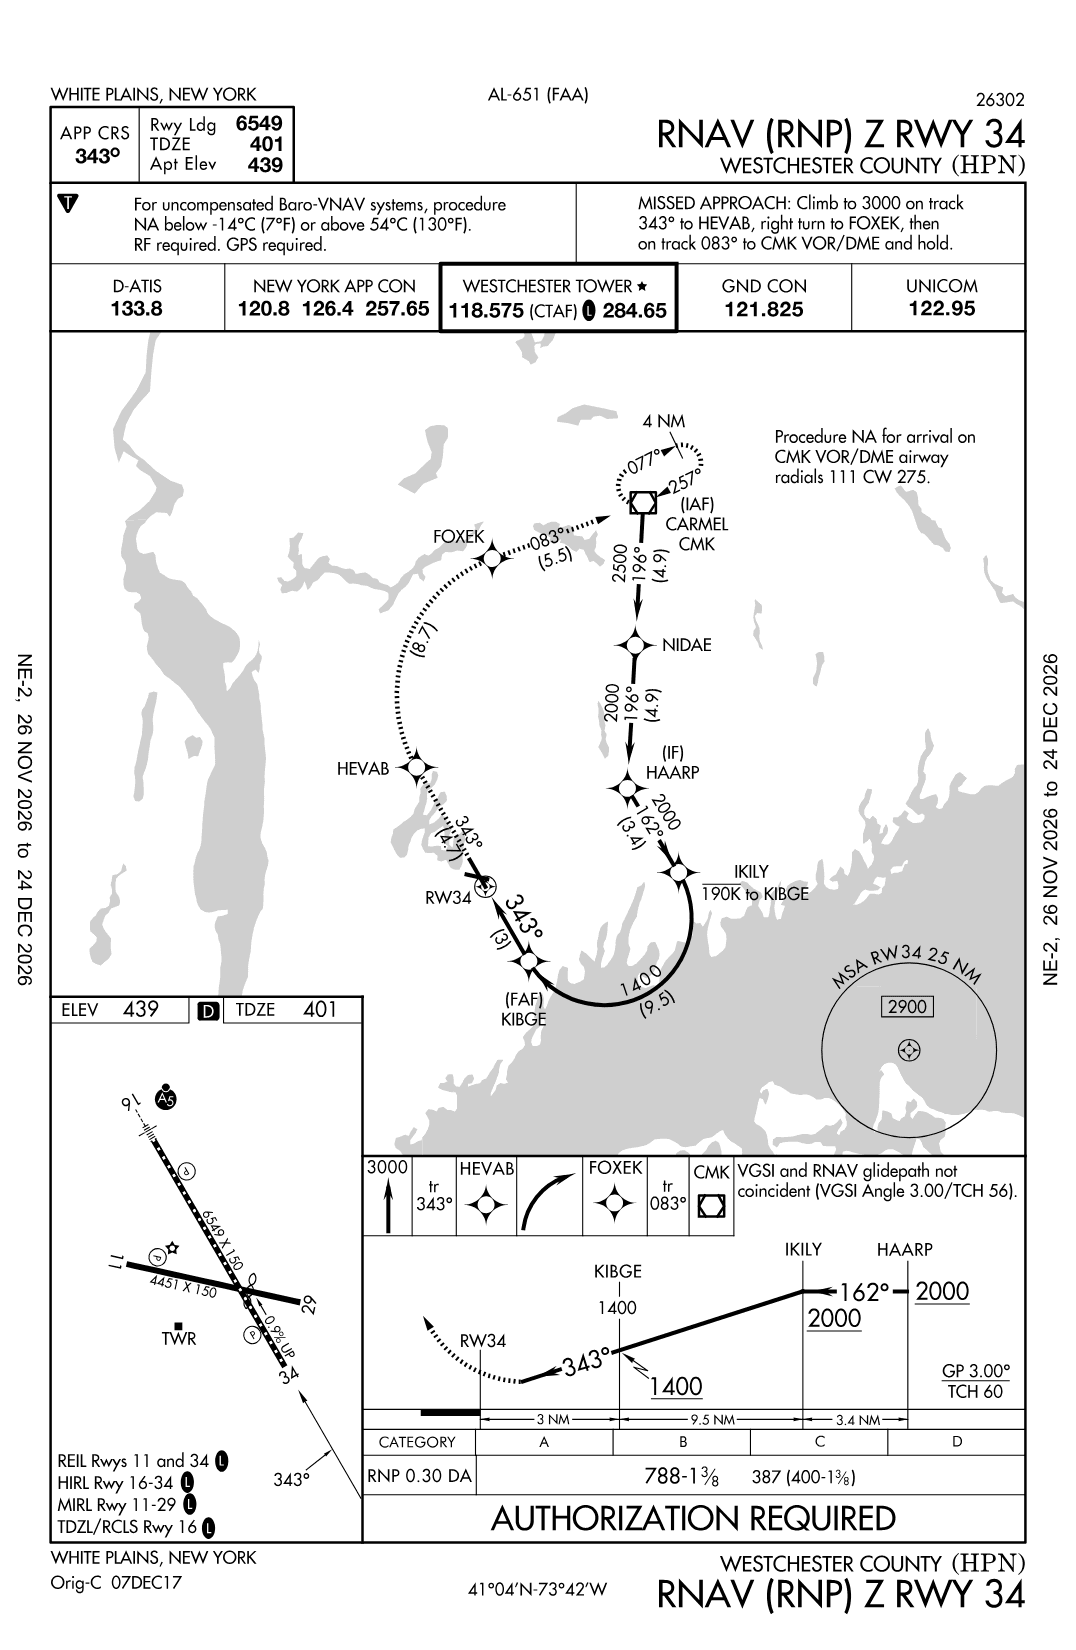 WHITE PLAINS, NEW YORK
AL-651 (FAA)
26302
APP CRS
343°
Rwy Ldg 6549
TDZE 401
Apt Elev 439
RNAV (RNP) Z RWY 34
WESTCHESTER COUNTY (HPN)
T
For uncompensated Baro-VNAV systems, procedure
NA below -14°C (7°F) or above 54°C (130°F).
RF required. GPS required.
MISSED APPROACH: Climb to 3000 on track
343° to HEVAB, right turn to FOXEK, then
on track 083° to CMK VOR/DME and hold.
D-ATIS
133.8
NEW YORK APP CON
120.8 126.4 257.65
WESTCHESTER TOWER ★
118.575 (CTAF) L 284.65
GND CON
121.825
UNICOM
122.95
4 NM
077°
257°
Procedure NA for arrival on
CMK VOR/DME airway
radials 111 CW 275.
(IAF)
CARMEL
CMK
FOXEK
083°
(5.5)
2500
196°
(4.9)
(8.7)
NIDAE
2000
196°
(4.9)
(IF)
HAARP
HEVAB
2000
162°
(3.4)
343°
(4.7)
IKILY
190K to KIBGE
RW34
343°
(3)
1400
(9.5)
(FAF)
KIBGE
MSA RW34 25 NM
2900
NE-2, 26 NOV 2026 to 24 DEC 2026
NE-2, 26 NOV 2026 to 24 DEC 2026
ELEV 439
D
TDZE 401
16
A5
P
6549 X 150
11
P
4451 X 150
29
P
0.9% UP
TWR
34
343°
REIL Rwys 11 and 34 L
HIRL Rwy 16-34 L
MIRL Rwy 11-29 L
TDZL/RCLS Rwy 16 L
3000
tr
343°
HEVAB
FOXEK
tr
083°
CMK
VGSI and RNAV glidepath not
coincident (VGSI Angle 3.00/TCH 56).
IKILY
HAARP
KIBGE
1400
162°
2000
2000
RW34
343°
1400
GP 3.00°
TCH 60
3 NM
9.5 NM
3.4 NM
CATEGORY A B C D
RNP 0.30 DA 788-1⅜ 387 (400-1⅜)
AUTHORIZATION REQUIRED
WHITE PLAINS, NEW YORK
Orig-C 07DEC17
41°04'N-73°42'W
WESTCHESTER COUNTY (HPN)
RNAV (RNP) Z RWY 34